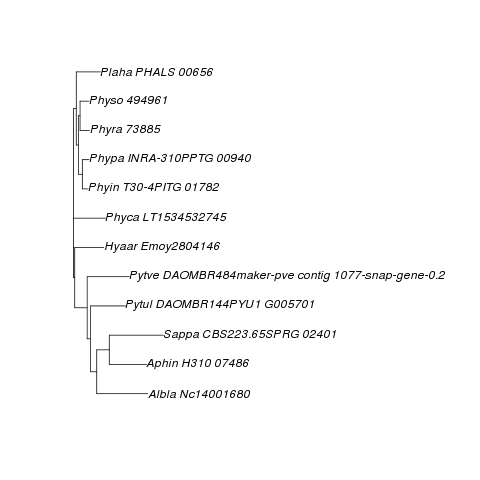 Plaha PHALS 00656
Physo 494961
Phyra 73885
Phypa INRA-310PPTG 00940
Phyin T30-4PITG 01782
Phyca LT1534532745
Hyaar Emoy2804146
Pytve DAOMBR484maker-pve contig 1077-snap-gene-0.2
Pytul DAOMBR144PYU1 G005701
Sappa CBS223.65SPRG 02401
Aphin H310 07486
Albla Nc14001680